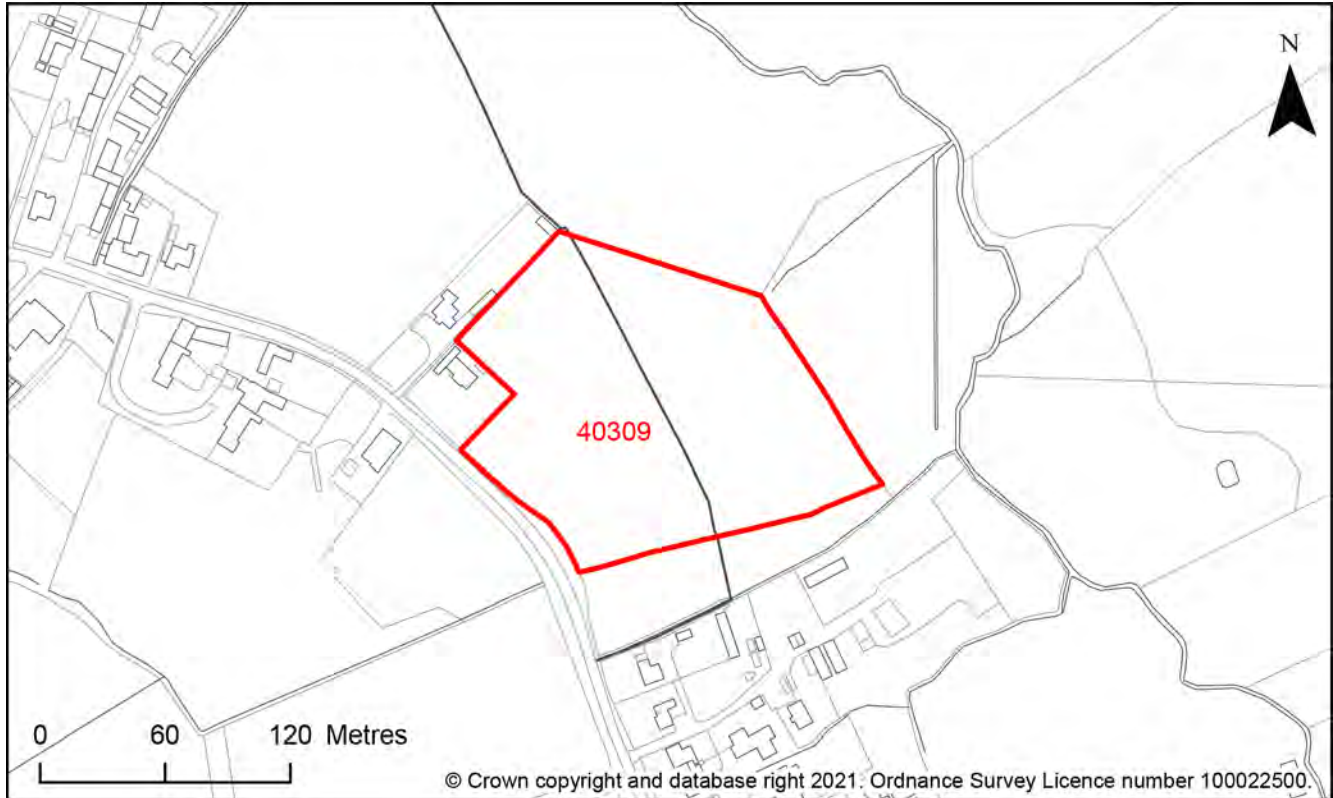 N
40309
0 60 120 Metres
© Crown copyright and database right 2021. Ordnance Survey Licence number 100022500.